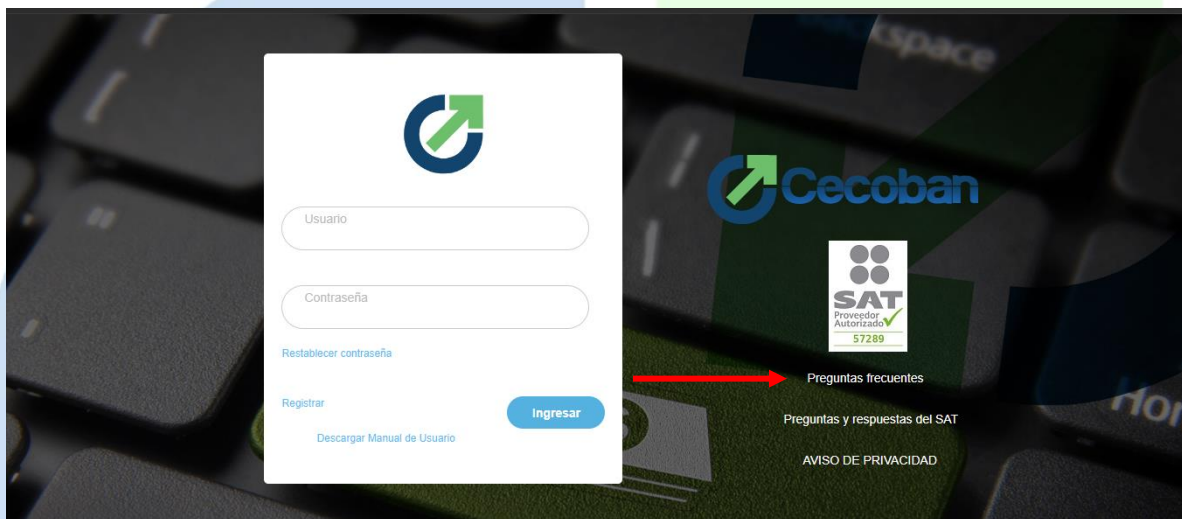 Usuario
Contraseña
Restablecer contraseña
Registrar
Ingresar
Descargar Manual de Usuario
Cecoban
SAT
Proveedor
Autorizado
57289
Preguntas frecuentes
Preguntas y respuestas del SAT
AVISO DE PRIVACIDAD